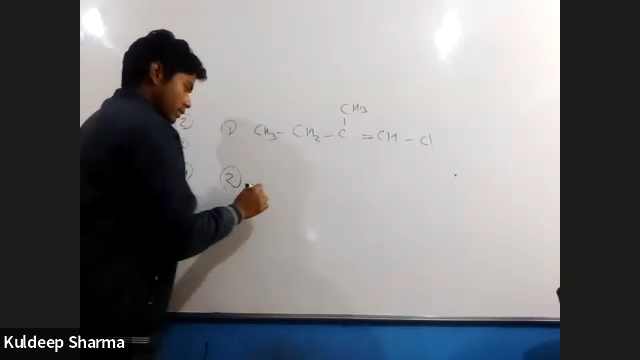 CH3
① CH3 - CH2 - C = CH - Cl
②
Kuldeep Sharma